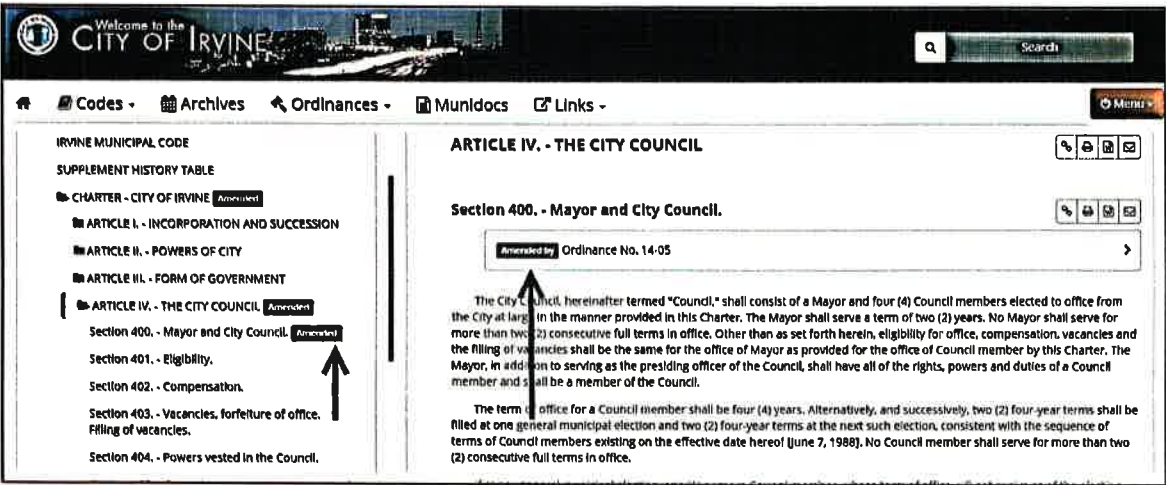 Welcome to the
CITY OF IRVINE
Search
Codes
Archives
Ordinances
Munidocs
Links
Menu
IRVINE MUNICIPAL CODE
SUPPLEMENT HISTORY TABLE
CHARTER - CITY OF IRVINE Amended
ARTICLE I. - INCORPORATION AND SUCCESSION
ARTICLE II. - POWERS OF CITY
ARTICLE III. - FORM OF GOVERNMENT
ARTICLE IV. - THE CITY COUNCIL Amended
Section 400. - Mayor and City Council. Amended
Section 401. - Eligibility.
Section 402. - Compensation.
Section 403. - Vacancies, forfeiture of office.
Filling of vacancies.
Section 404. - Powers vested in the Council.
ARTICLE IV. - THE CITY COUNCIL
Section 400. - Mayor and City Council.
Amended by Ordinance No. 14-05
The City Council, hereinafter termed "Council," shall consist of a Mayor and four (4) Council members elected to office from
the City at large in the manner provided in this Charter. The Mayor shall serve a term of two (2) years. No Mayor shall serve for
more than two (2) consecutive full terms in office. Other than as set forth herein, eligibility for office, compensation, vacancies and
the filling of vacancies shall be the same for the office of Mayor as provided for the office of Council member by this Charter. The
Mayor, in addition to serving as the presiding officer of the Council, shall have all of the rights, powers and duties of a Council
member and shall be a member of the Council.
The term of office for a Council member shall be four (4) years. Alternatively, and successively, two (2) four-year terms shall be
filled at one general municipal election and two (2) four-year terms at the next such election, consistent with the sequence of
terms of Council members existing on the effective date hereof [June 7, 1988]. No Council member shall serve for more than two
(2) consecutive full terms in office.